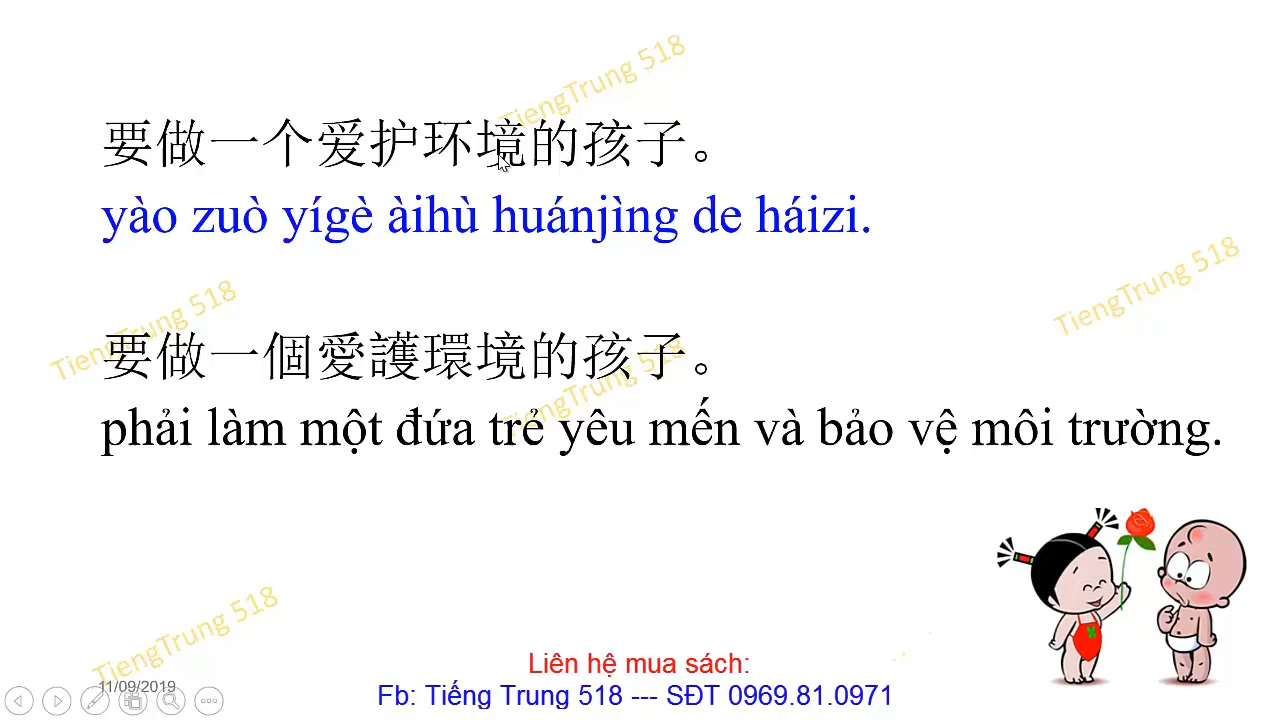 TiengTrung 518
要做一个爱护环境的孩子。
yào zuò yígè àihù huánjìng de háizi.
TiengTrung 518
TiengTrung 518
要做一個愛護環境的孩子。
TiengTrung 518
phải làm một đứa trẻ yêu mến và bảo vệ môi trường.
TiengTrung 518
Liên hệ mua sách:
11/09/2019
Fb: Tiếng Trung 518 --- SĐT 0969.81.0971